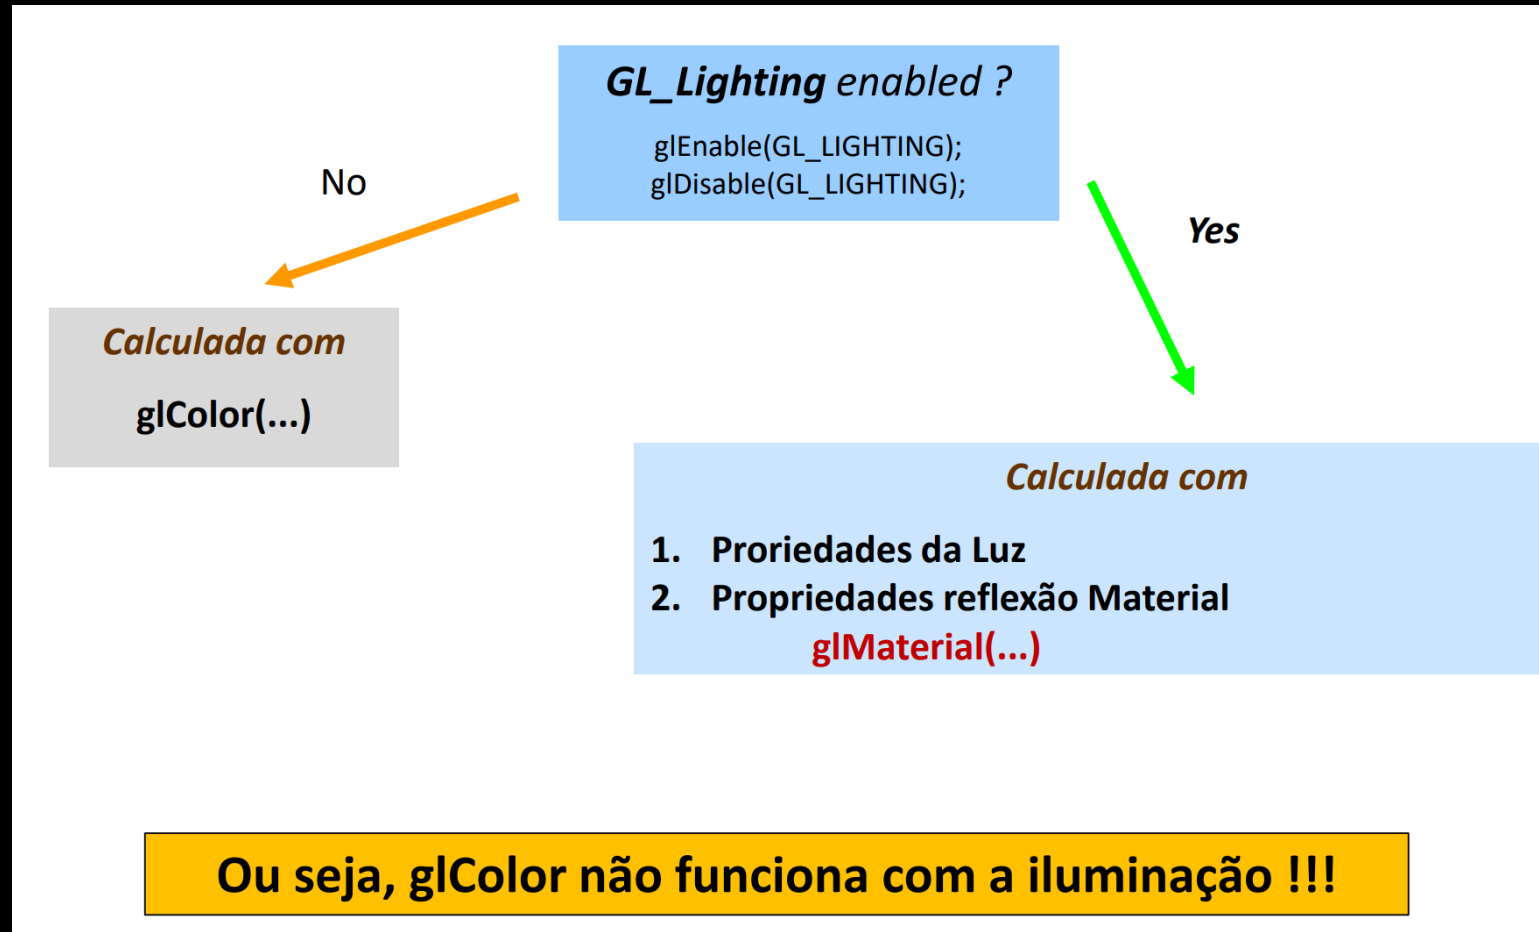 GL_Lighting enabled ?
glEnable(GL_LIGHTING);
glDisable(GL_LIGHTING);
No
Yes
Calculada com
glColor(...)
Calculada com
1. Proriedades da Luz
2. Propriedades reflexão Material
glMaterial(...)
Ou seja, glColor não funciona com a iluminação !!!